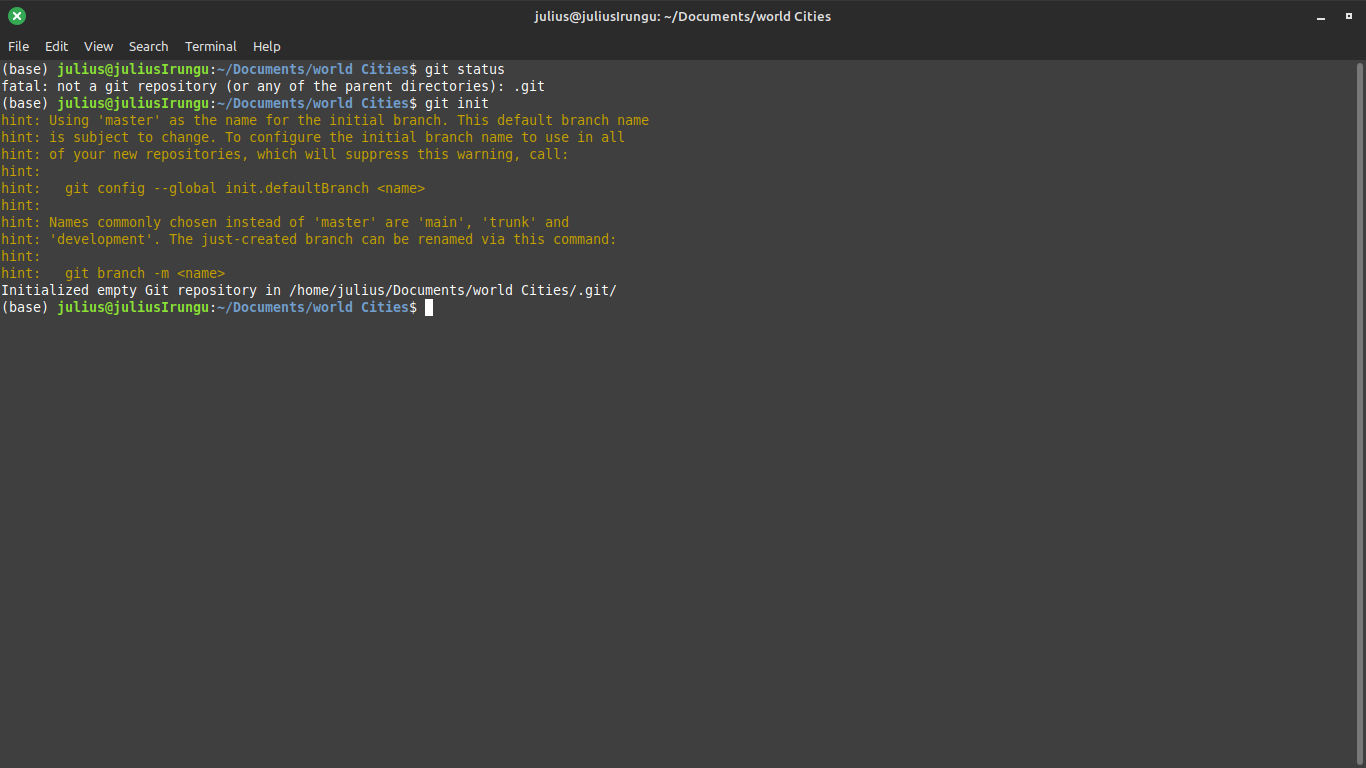 julius@juliusIrungu: ~/Documents/world Cities
File Edit View Search Terminal Help
(base) julius@juliusIrungu:~/Documents/world Cities$ git status
fatal: not a git repository (or any of the parent directories): .git
(base) julius@juliusIrungu:~/Documents/world Cities$ git init
hint: Using 'master' as the name for the initial branch. This default branch name
hint: is subject to change. To configure the initial branch name to use in all
hint: of your new repositories, which will suppress this warning, call:
hint:
hint:   git config --global init.defaultBranch <name>
hint:
hint: Names commonly chosen instead of 'master' are 'main', 'trunk' and
hint: 'development'. The just-created branch can be renamed via this command:
hint:
hint:   git branch -m <name>
Initialized empty Git repository in /home/julius/Documents/world Cities/.git/
(base) julius@juliusIrungu:~/Documents/world Cities$